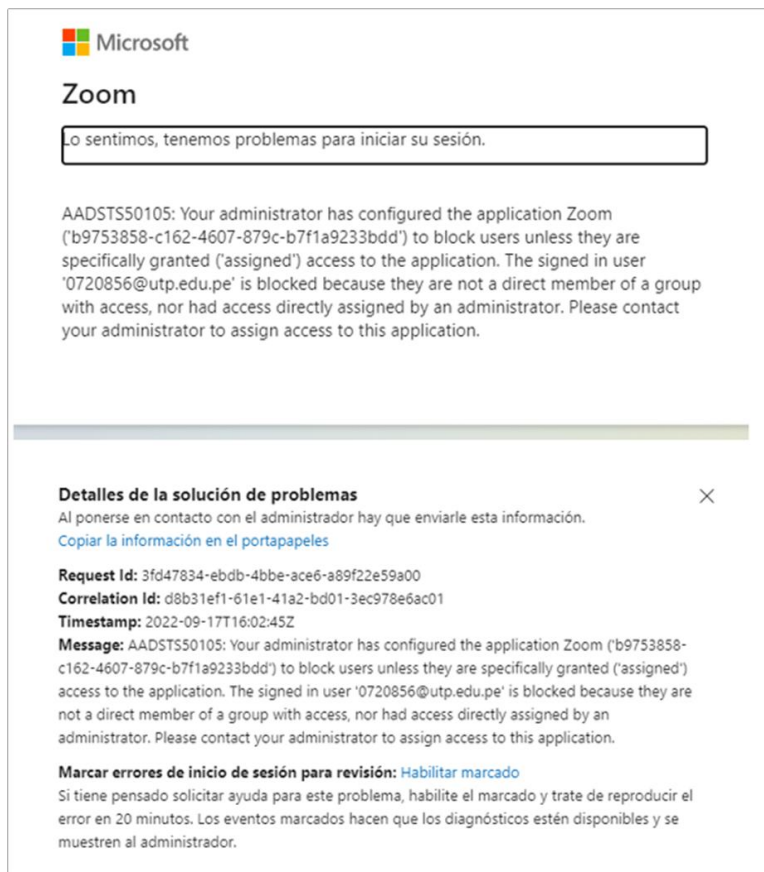 Microsoft
Zoom
Lo sentimos, tenemos problemas para iniciar su sesión.
AADSTS50105: Your administrator has configured the application Zoom
('b9753858-c162-4607-879c-b7f1a9233bdd') to block users unless they are
specifically granted ('assigned') access to the application. The signed in user
'0720856@utp.edu.pe' is blocked because they are not a direct member of a group
with access, nor had access directly assigned by an administrator. Please contact
your administrator to assign access to this application.
Detalles de la solución de problemas
Al ponerse en contacto con el administrador hay que enviarle esta información.
Copiar la información en el portapapeles
Request Id: 3fd47834-ebdb-4bbe-ace6-a89f22e59a00
Correlation Id: d8b31ef1-61e1-41a2-bd01-3ec978e6ac01
Timestamp: 2022-09-17T16:02:45Z
Message: AADSTS50105: Your administrator has configured the application Zoom ('b9753858-
c162-4607-879c-b7f1a9233bdd') to block users unless they are specifically granted ('assigned')
access to the application. The signed in user '0720856@utp.edu.pe' is blocked because they are
not a direct member of a group with access, nor had access directly assigned by an
administrator. Please contact your administrator to assign access to this application.
Marcar errores de inicio de sesión para revisión: Habilitar marcado
Si tiene pensado solicitar ayuda para este problema, habilite el marcado y trate de reproducir el
error en 20 minutos. Los eventos marcados hacen que los diagnósticos estén disponibles y se
muestren al administrador.